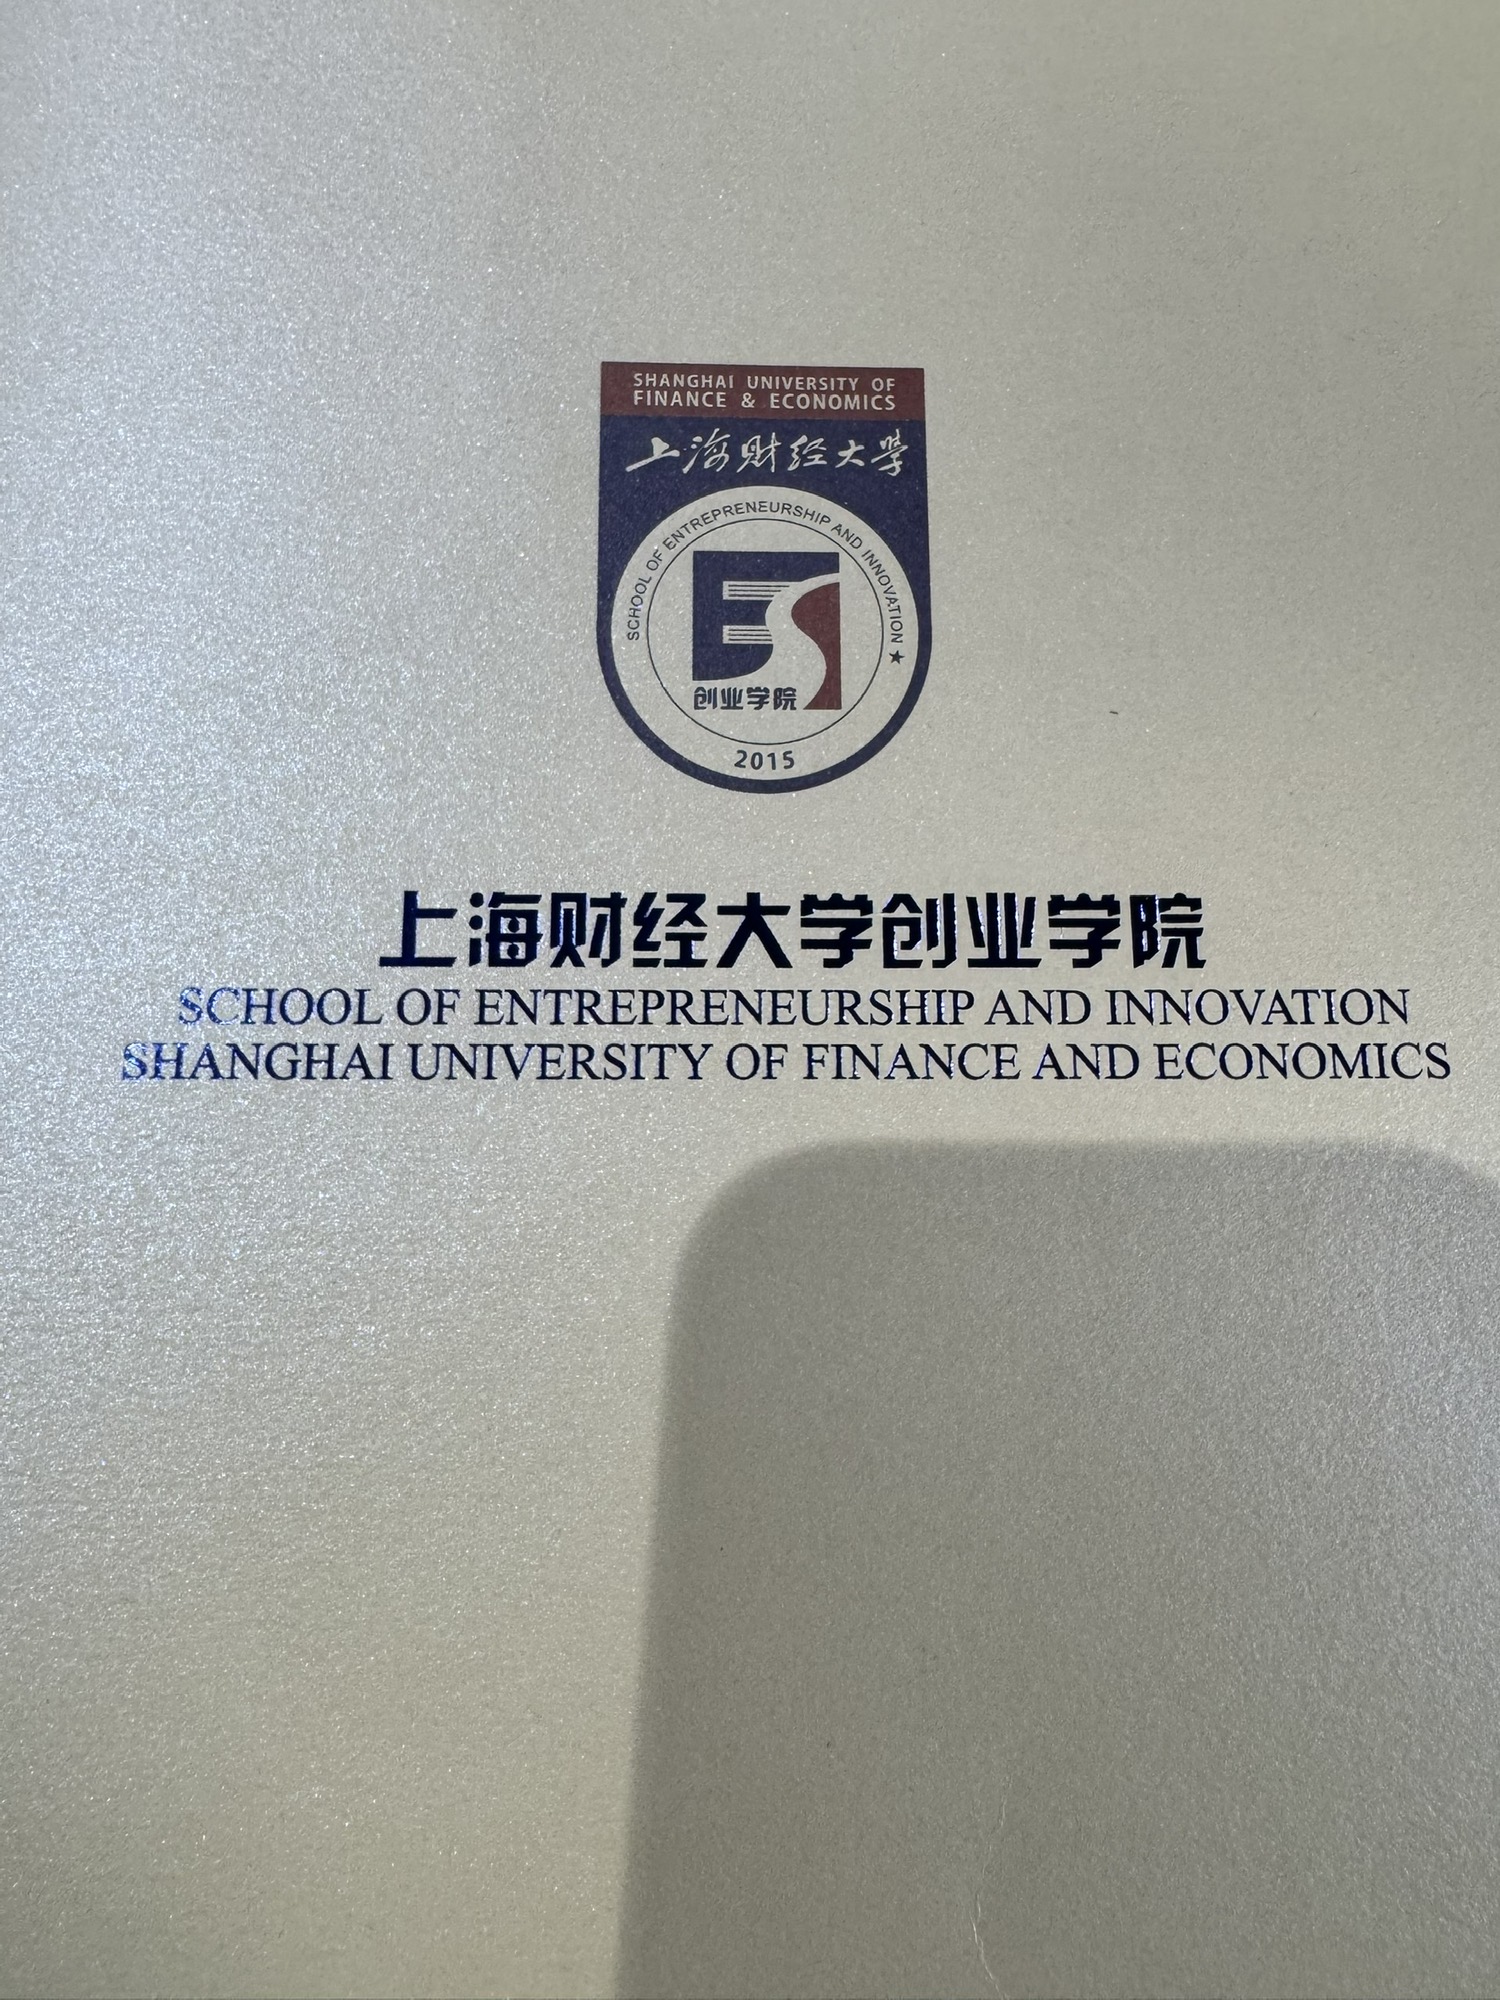 SHANGHAI UNIVERSITY OF
FINANCE & ECONOMICS
上海财经大学
SCHOOL OF ENTREPRENEURSHIP AND INNOVATION ★
ES
创业学院
2015
上海财经大学创业学院
SCHOOL OF ENTREPRENEURSHIP AND INNOVATION
SHANGHAI UNIVERSITY OF FINANCE AND ECONOMICS